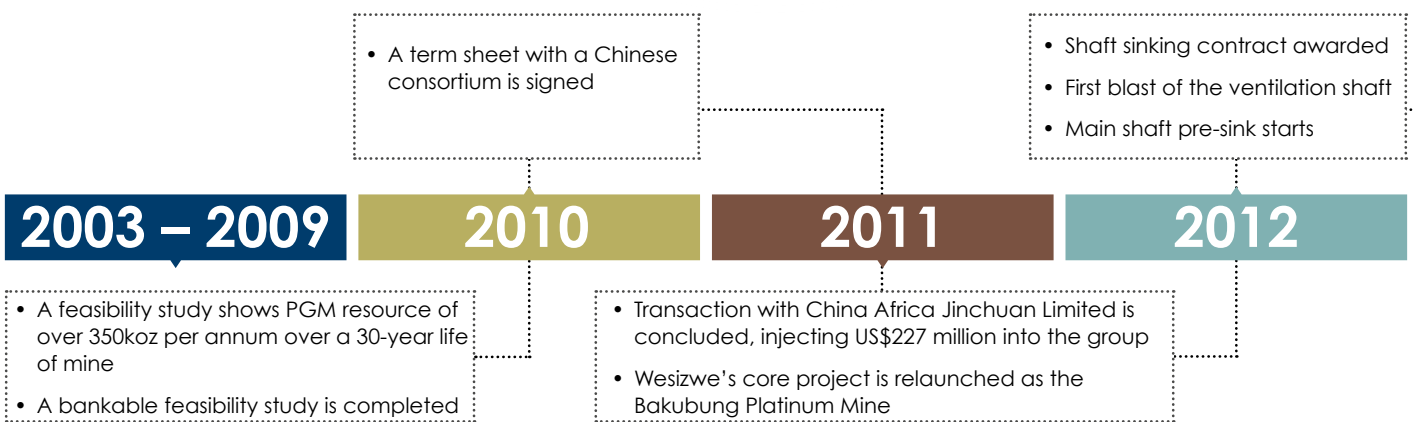 2003 – 2009
• A feasibility study shows PGM resource of
over 350koz per annum over a 30-year life
of mine
• A bankable feasibility study is completed
• A term sheet with a Chinese
consortium is signed
2010
2011
• Transaction with China Africa Jinchuan Limited is
concluded, injecting US$227 million into the group
• Wesizwe’s core project is relaunched as the
Bakubung Platinum Mine
• Shaft sinking contract awarded
• First blast of the ventilation shaft
• Main shaft pre-sink starts
2012